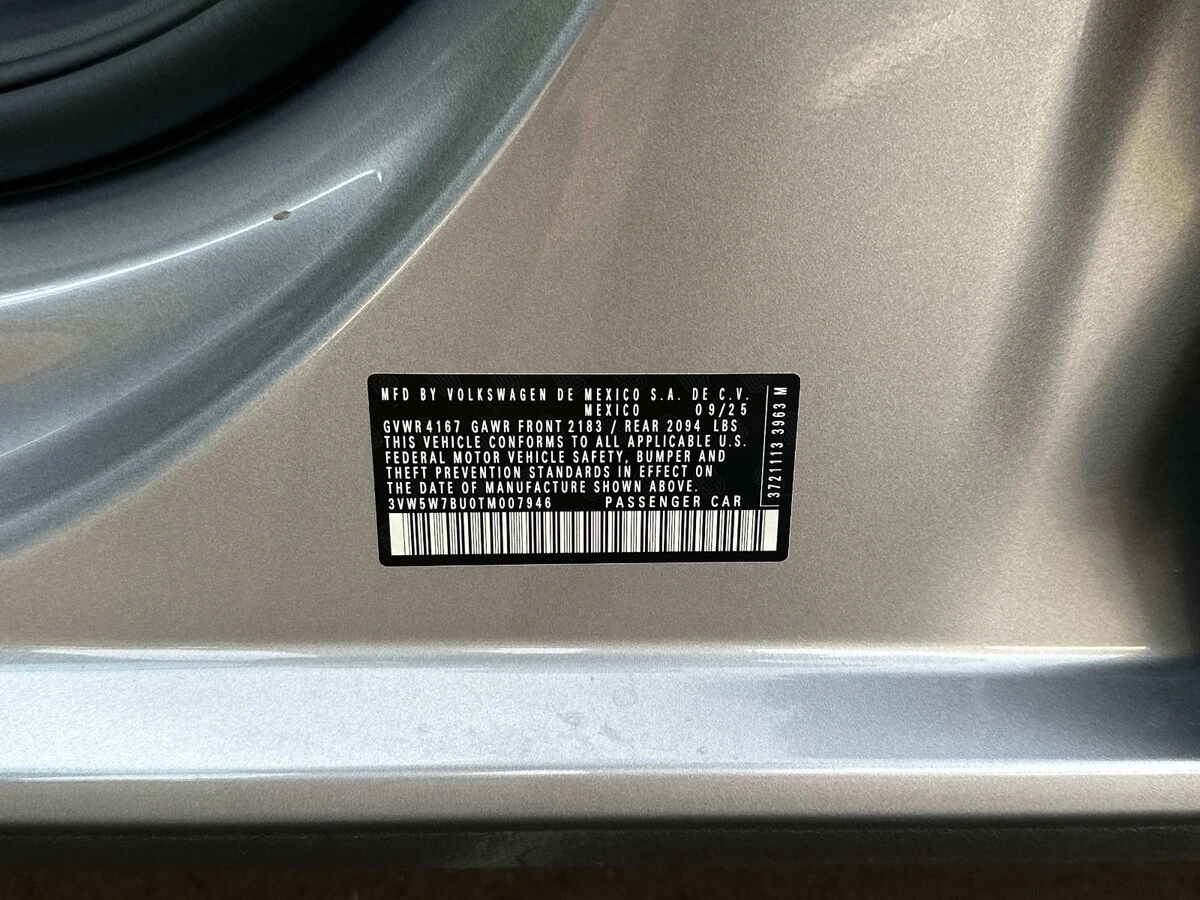 MFD BY VOLKSWAGEN DE MEXICO S.A. DE C.V.
MEXICO 09/25
GVWR 4167 GAWR FRONT 2183 / REAR 2094 LBS
THIS VEHICLE CONFORMS TO ALL APPLICABLE U.S.
FEDERAL MOTOR VEHICLE SAFETY, BUMPER AND
THEFT PREVENTION STANDARDS IN EFFECT ON
THE DATE OF MANUFACTURE SHOWN ABOVE.
3VW5W7BU0TM007946 PASSENGER CAR
3721113 3963 M